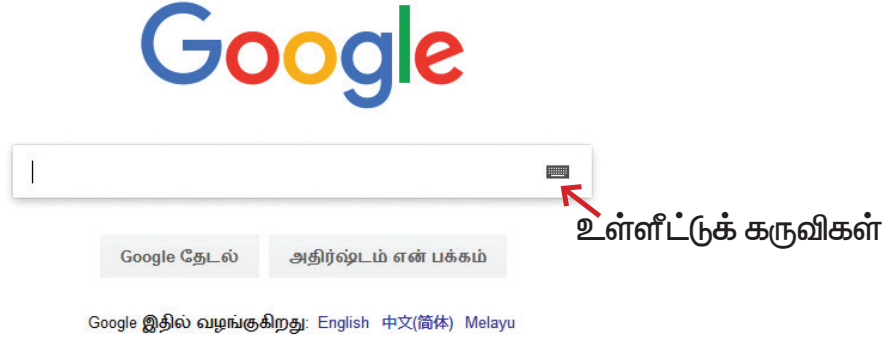 Google
உள்ளீட்டுக் கருவிகள்
Google தேடல் அதிர்ஷ்டம் என் பக்கம்
Google இதில் வழங்குகிறது: English 中文(简体) Melayu